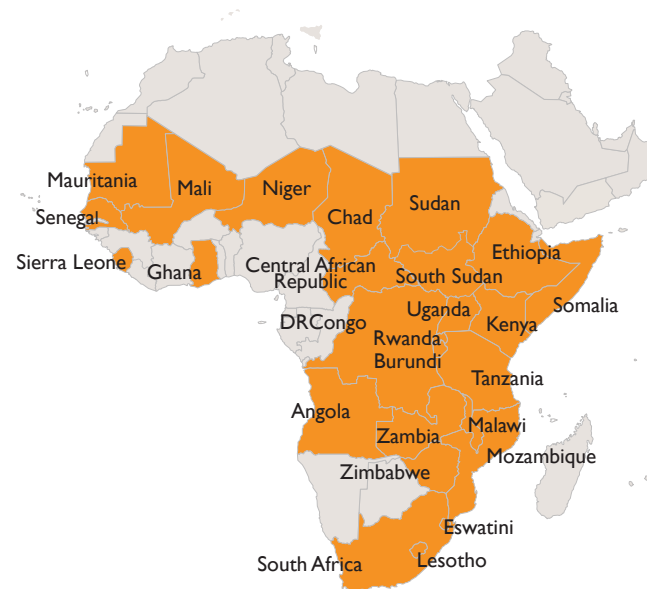 Mauritania
Mali
Niger
Chad
Sudan
Senegal
Sierra Leone
Ghana
Central African
Republic
Ethiopia
South Sudan
Somalia
Uganda
Kenya
DRCongo
Rwanda
Burundi
Tanzania
Angola
Malawi
Zambia
Mozambique
Zimbabwe
Eswatini
South Africa
Lesotho